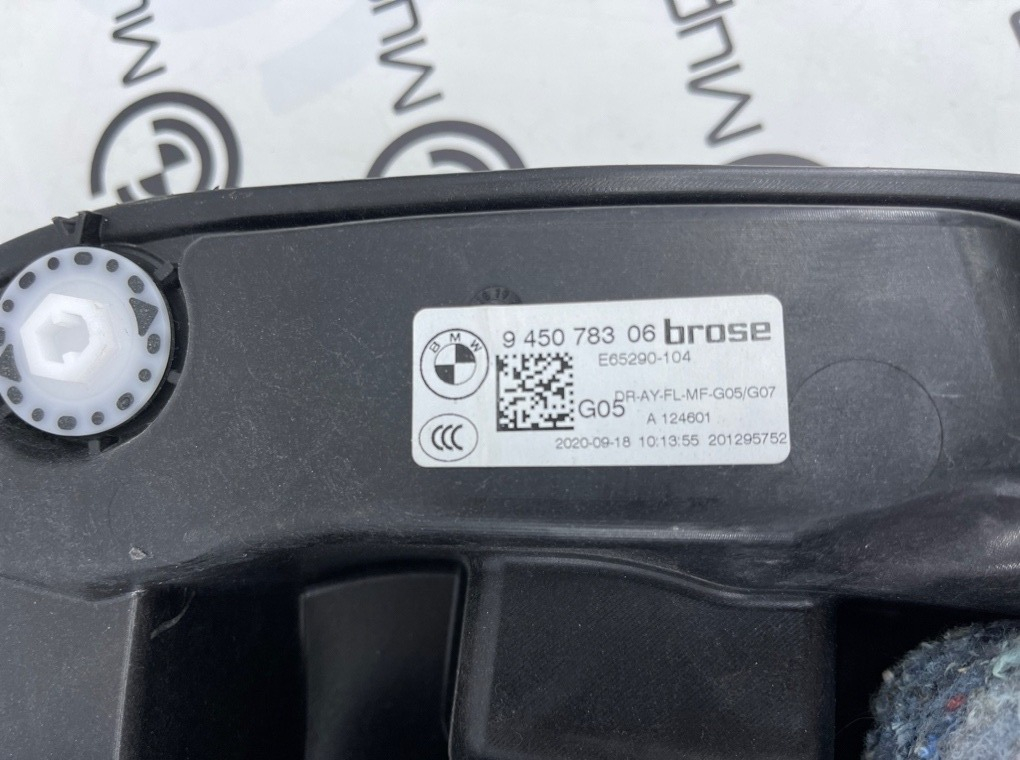 BMW
9 450 783 06 brose
E65290-104
DR-AY-FL-MF-G05/G07
G05
A 124601
CCC
2020-09-18 10:13:55 201295752